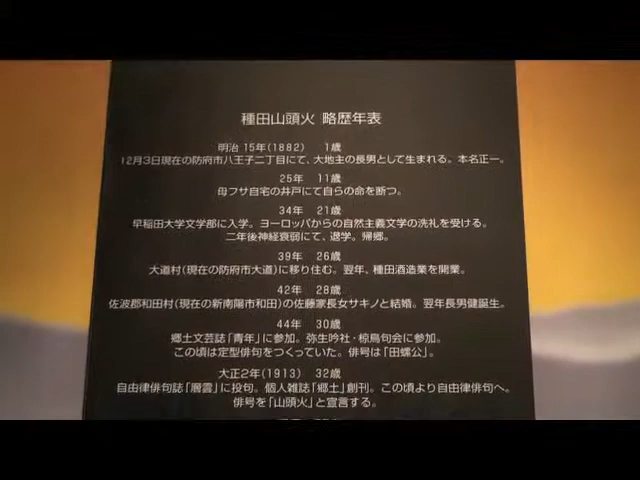 種田山頭火 略歴年表
明治 15年(1882) 1歳
12月3日現在の防府市八王子二丁目にて、大地主の長男として生まれる。本名正一。
25年 11歳
母フサ自宅の井戸にて自らの命を断つ。
34年 21歳
早稲田大学文学部に入学。ヨーロッパからの自然主義文学の洗礼を受ける。
二年後神経衰弱にて、退学。帰郷。
39年 26歳
大道村(現在の防府市大道)に移り住む。翌年、種田酒造業を開業。
42年 28歳
佐波郡和田村(現在の新南陽市和田)の佐藤家長女サキノと結婚。翌年長男健誕生。
44年 30歳
郷土文芸誌「青年」に参加。弥生吟社・椋鳥句会に参加。
この頃は定型俳句をつくっていた。俳号は「田螺公」。
大正2年(1913) 32歳
自由律俳句誌「層雲」に投句。個人雑誌「郷土」創刊。この頃より自由律俳句へ。
俳号を「山頭火」と宣言する。